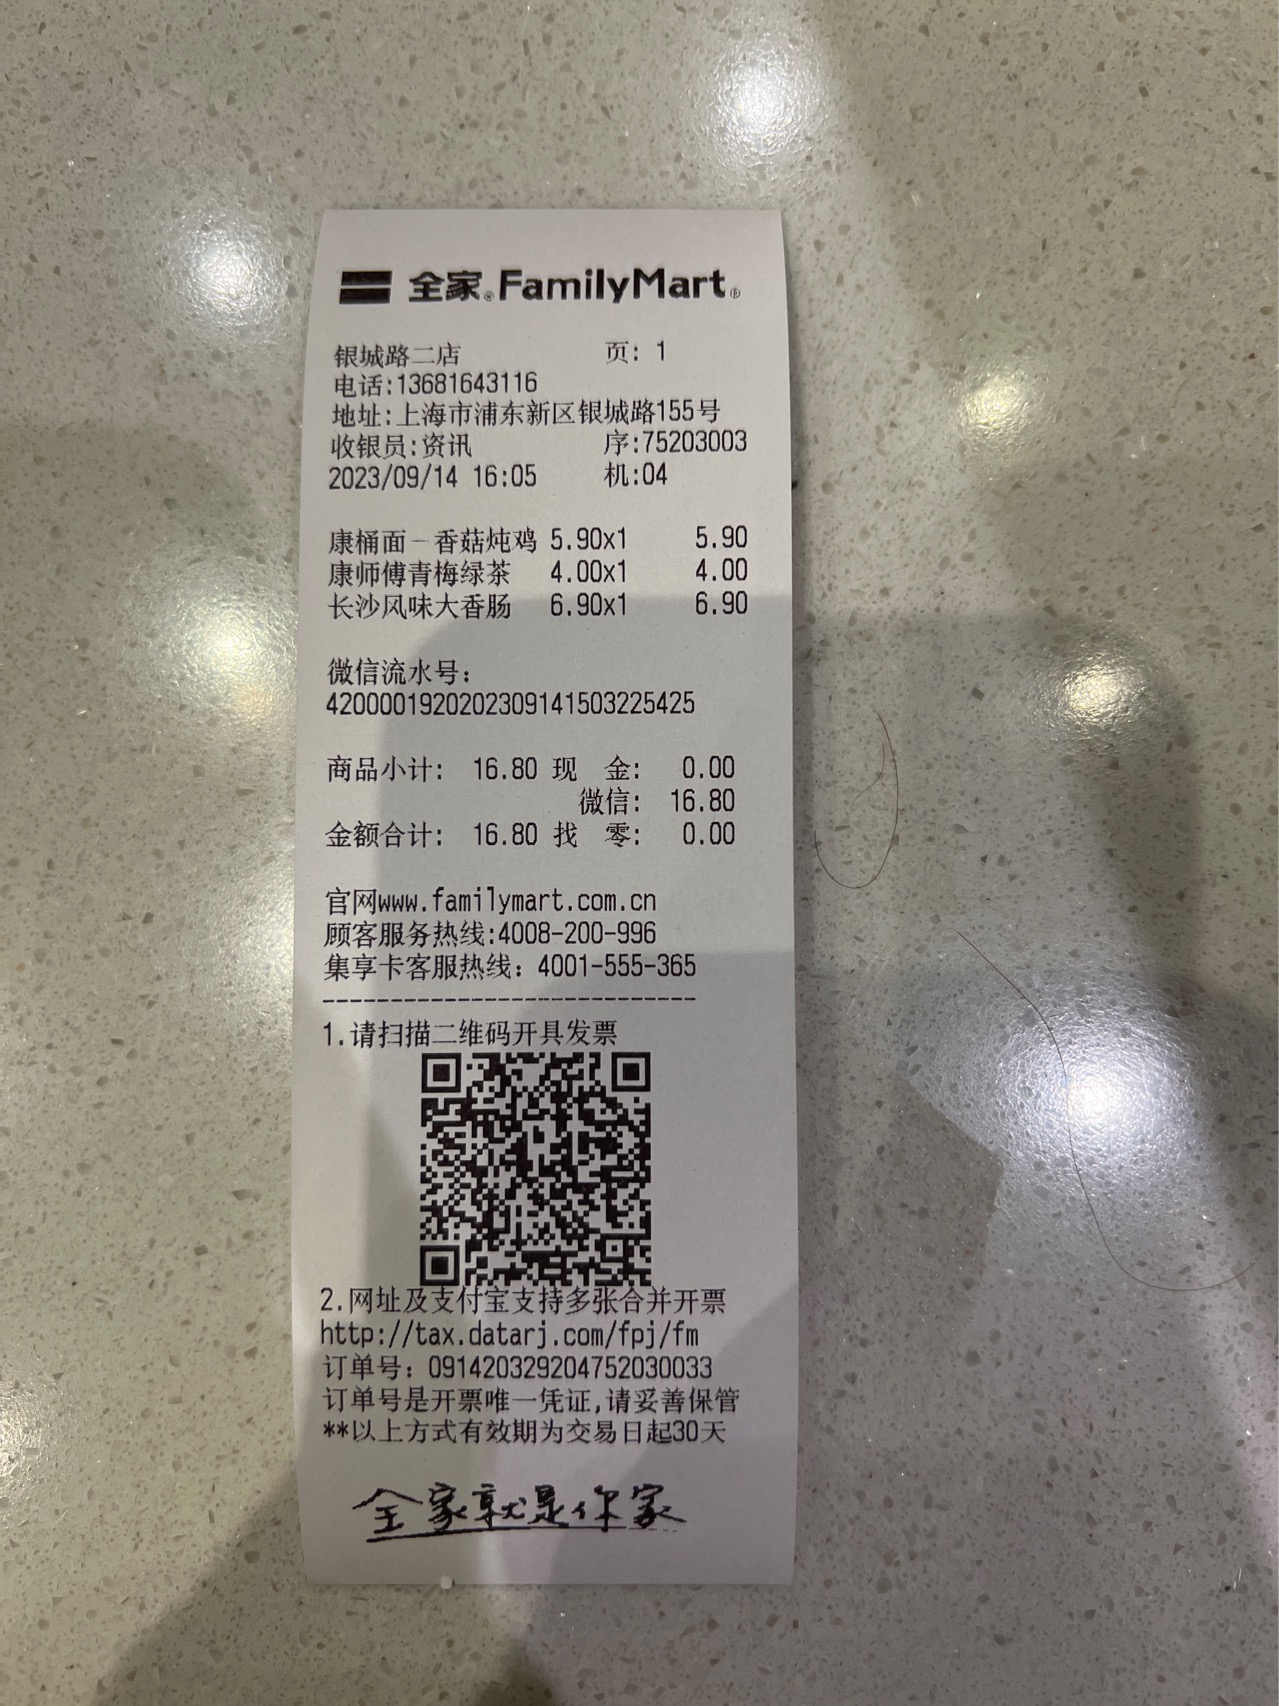 全家®FamilyMart®
银城路二店 页: 1
电话:13681643116
地址:上海市浦东新区银城路155号
收银员:资讯 序:75203003
2023/09/14 16:05 机:04
康桶面－香菇炖鸡 5.90x1 5.90
康师傅青梅绿茶 4.00x1 4.00
长沙风味大香肠 6.90x1 6.90
微信流水号:
4200001920202309141503225425
商品小计: 16.80 现 金: 0.00
微信: 16.80
金额合计: 16.80 找 零: 0.00
官网www.familymart.com.cn
顾客服务热线:4008-200-996
集享卡客服热线: 4001-555-365
----------------------------
1.请扫描二维码开具发票
2.网址及支付宝支持多张合并开票
http://tax.datarj.com/fpj/fm
订单号: 091420329204752030033
订单号是开票唯一凭证,请妥善保管
**以上方式有效期为交易日起30天
全家就是你家